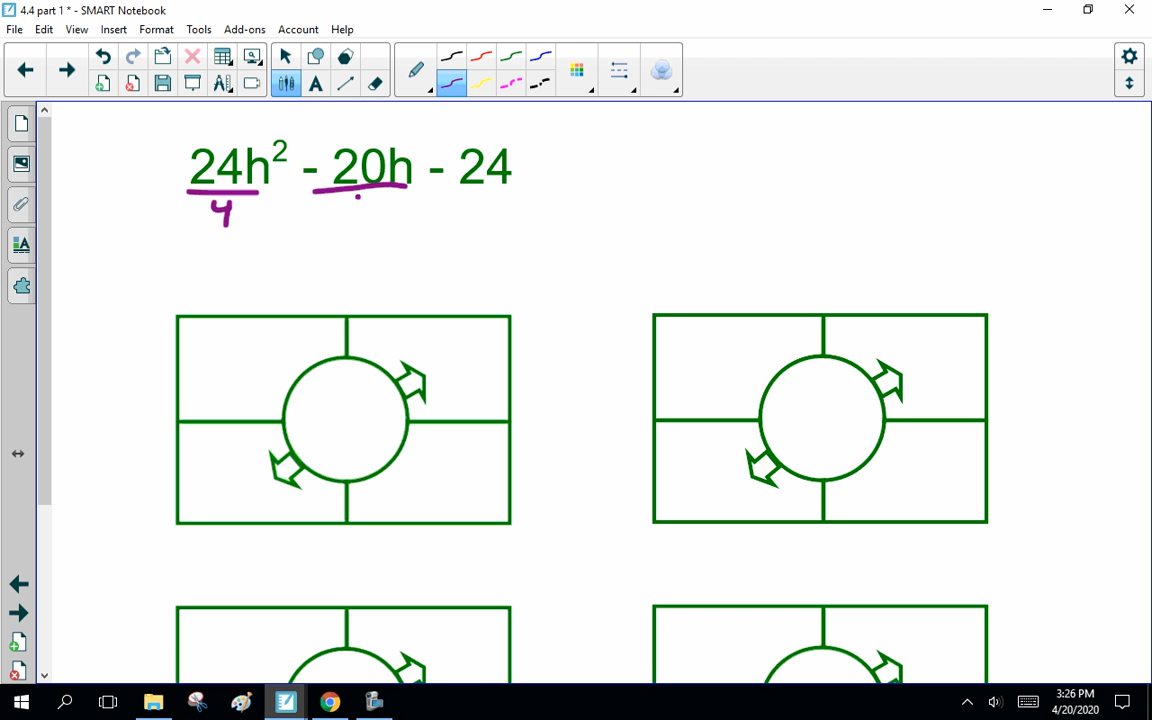 4.4 part 1 * - SMART Notebook
File Edit View Insert Format Tools Add-ons Account Help
24h² - 20h - 24
4
3:26 PM
4/20/2020